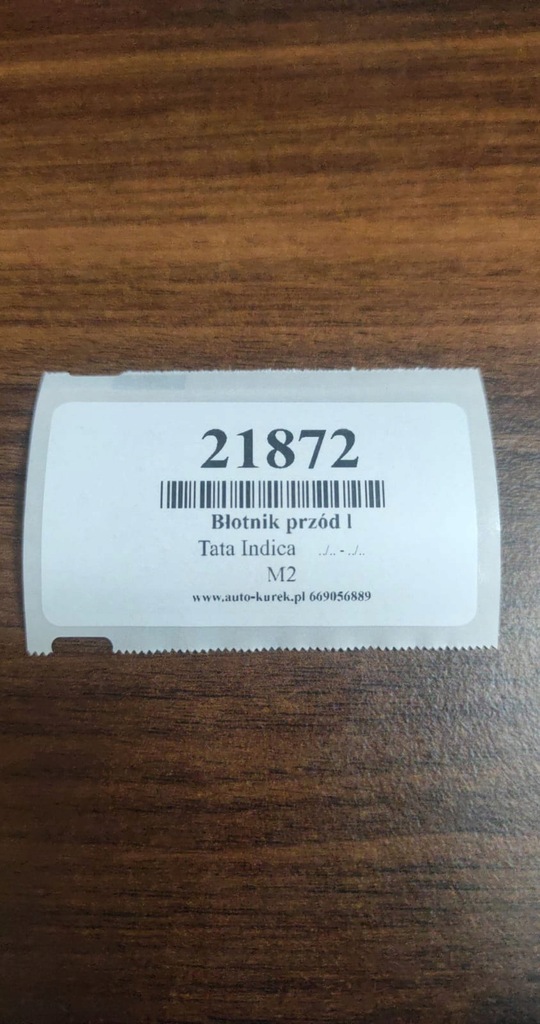 21872
Błotnik przód l
Tata Indica ../.. - ../..
M2
www.auto-kurek.pl 669056889